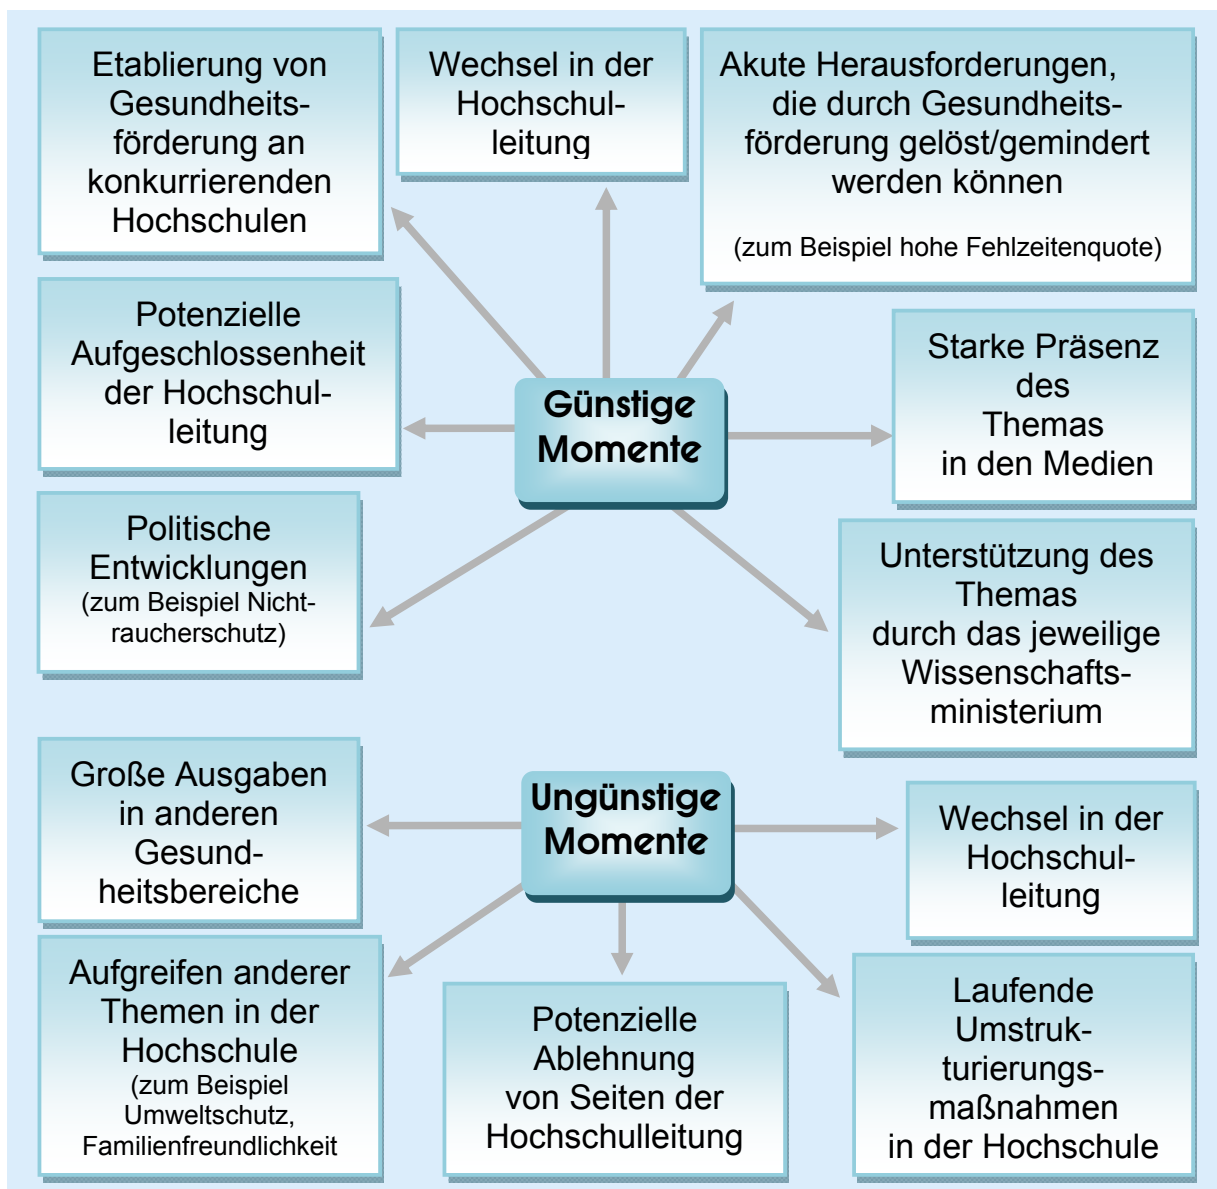 Etablierung von
Gesundheits-
förderung an
konkurrierenden
Hochschulen
Wechsel in der
Hochschul-
leitung
Akute Herausforderungen,
die durch Gesundheits-
förderung gelöst/gemindert
werden können
(zum Beispiel hohe Fehlzeitenquote)
Potenzielle
Aufgeschlossenheit
der Hochschul-
leitung
Günstige
Momente
Starke Präsenz
des
Themas
in den Medien
Politische
Entwicklungen
(zum Beispiel Nicht-
raucherschutz)
Unterstützung des
Themas
durch das jeweilige
Wissenschafts-
ministerium
Große Ausgaben
in anderen
Gesund-
heitsbereiche
Ungünstige
Momente
Wechsel in der
Hochschul-
leitung
Aufgreifen anderer
Themen in der
Hochschule
(zum Beispiel
Umweltschutz,
Familienfreundlichkeit
Potenzielle
Ablehnung
von Seiten der
Hochschulleitung
Laufende
Umstruk-
turierungs-
maßnahmen
in der Hochschule